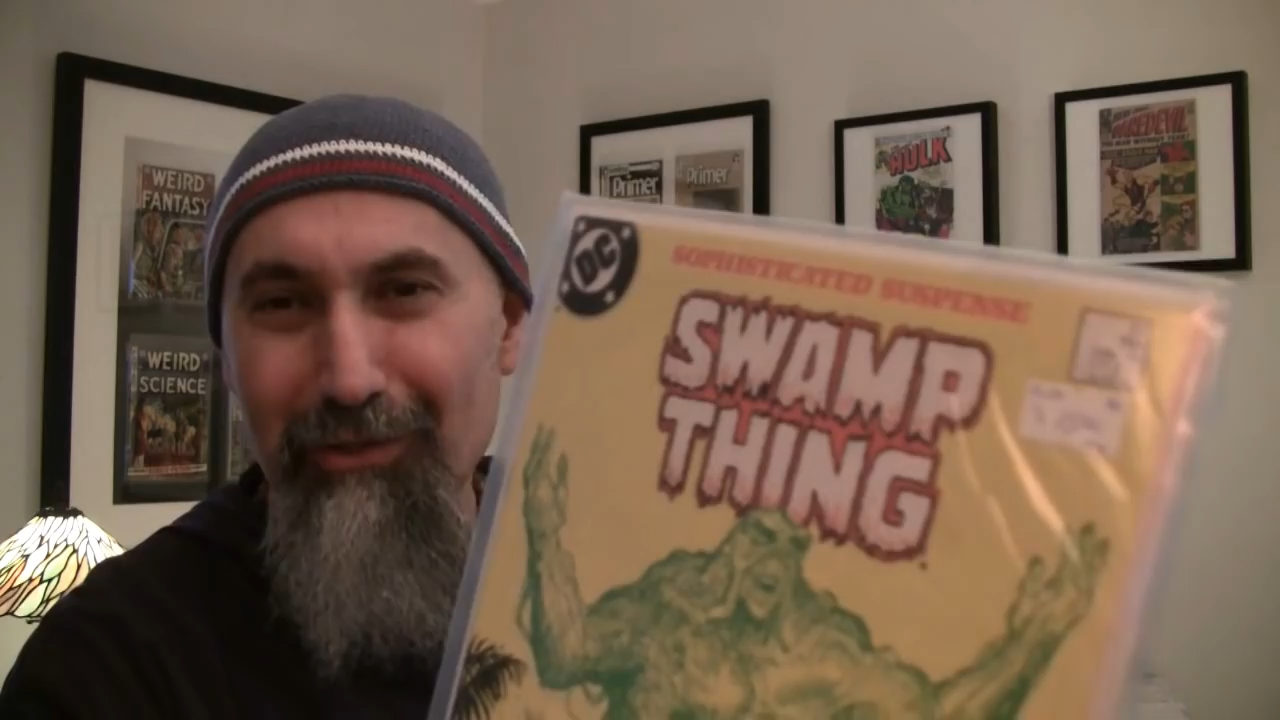 WEIRD
FANTASY
WEIRD
SCIENCE
Primer
Primer
HULK
DAREDEVIL
DC
SOPHISTICATED SUSPENSE
SWAMP
THING